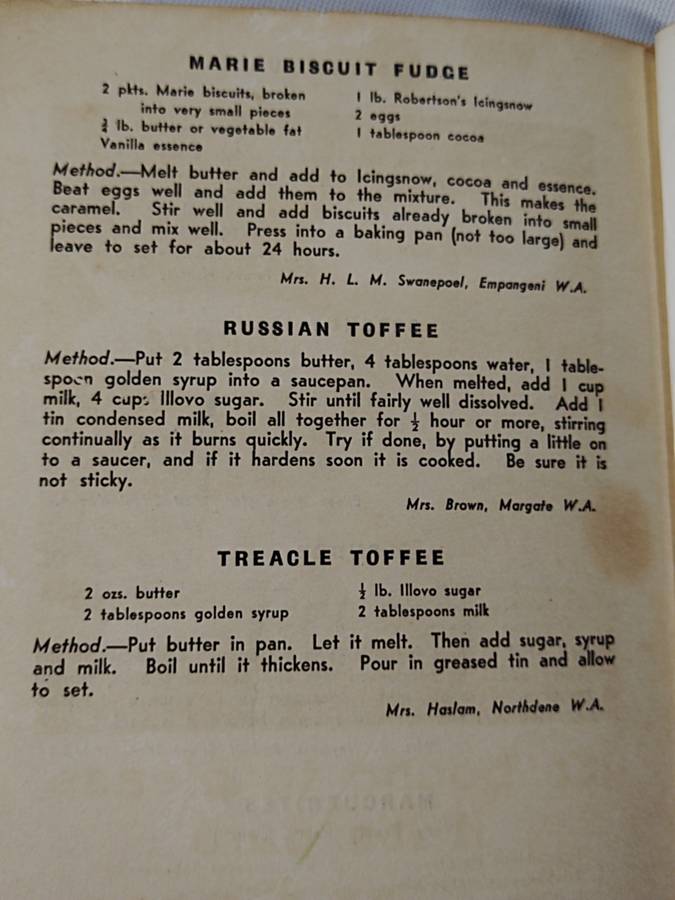 MARIE BISCUIT FUDGE
2 pkts. Marie biscuits, broken
into very small pieces
¾ lb. butter or vegetable fat
Vanilla essence
1 lb. Robertson's Icingsnow
2 eggs
1 tablespoon cocoa
Method.—Melt butter and add to Icingsnow, cocoa and essence.
Beat eggs well and add them to the mixture. This makes the
caramel. Stir well and add biscuits already broken into small
pieces and mix well. Press into a baking pan (not too large) and
leave to set for about 24 hours.
Mrs. H. L. M. Swanepoel, Empangeni W.A.
RUSSIAN TOFFEE
Method.—Put 2 tablespoons butter, 4 tablespoons water, 1 table-
spoon golden syrup into a saucepan. When melted, add 1 cup
milk, 4 cups Illovo sugar. Stir until fairly well dissolved. Add 1
tin condensed milk, boil all together for ½ hour or more, stirring
continually as it burns quickly. Try if done, by putting a little on
to a saucer, and if it hardens soon it is cooked. Be sure it is
not sticky.
Mrs. Brown, Margate W.A.
TREACLE TOFFEE
2 ozs. butter
2 tablespoons golden syrup
½ lb. Illovo sugar
2 tablespoons milk
Method.—Put butter in pan. Let it melt. Then add sugar, syrup
and milk. Boil until it thickens. Pour in greased tin and allow
to set.
Mrs. Haslam, Northdene W.A.